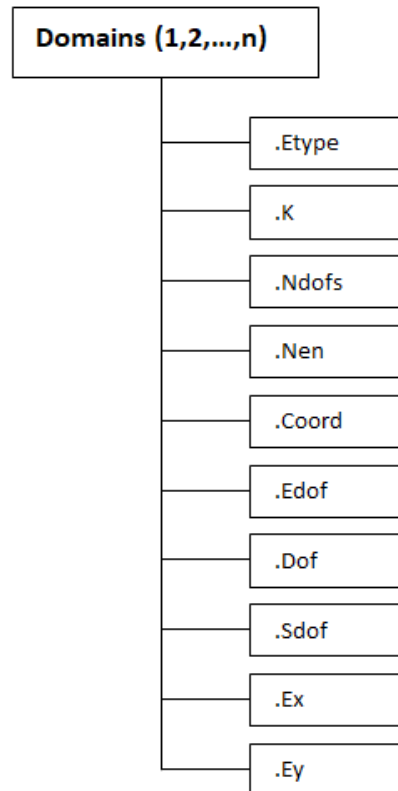 Domains (1,2,...,n)
.Etype
.K
.Ndofs
.Nen
.Coord
.Edof
.Dof
.Sdof
.Ex
.Ey